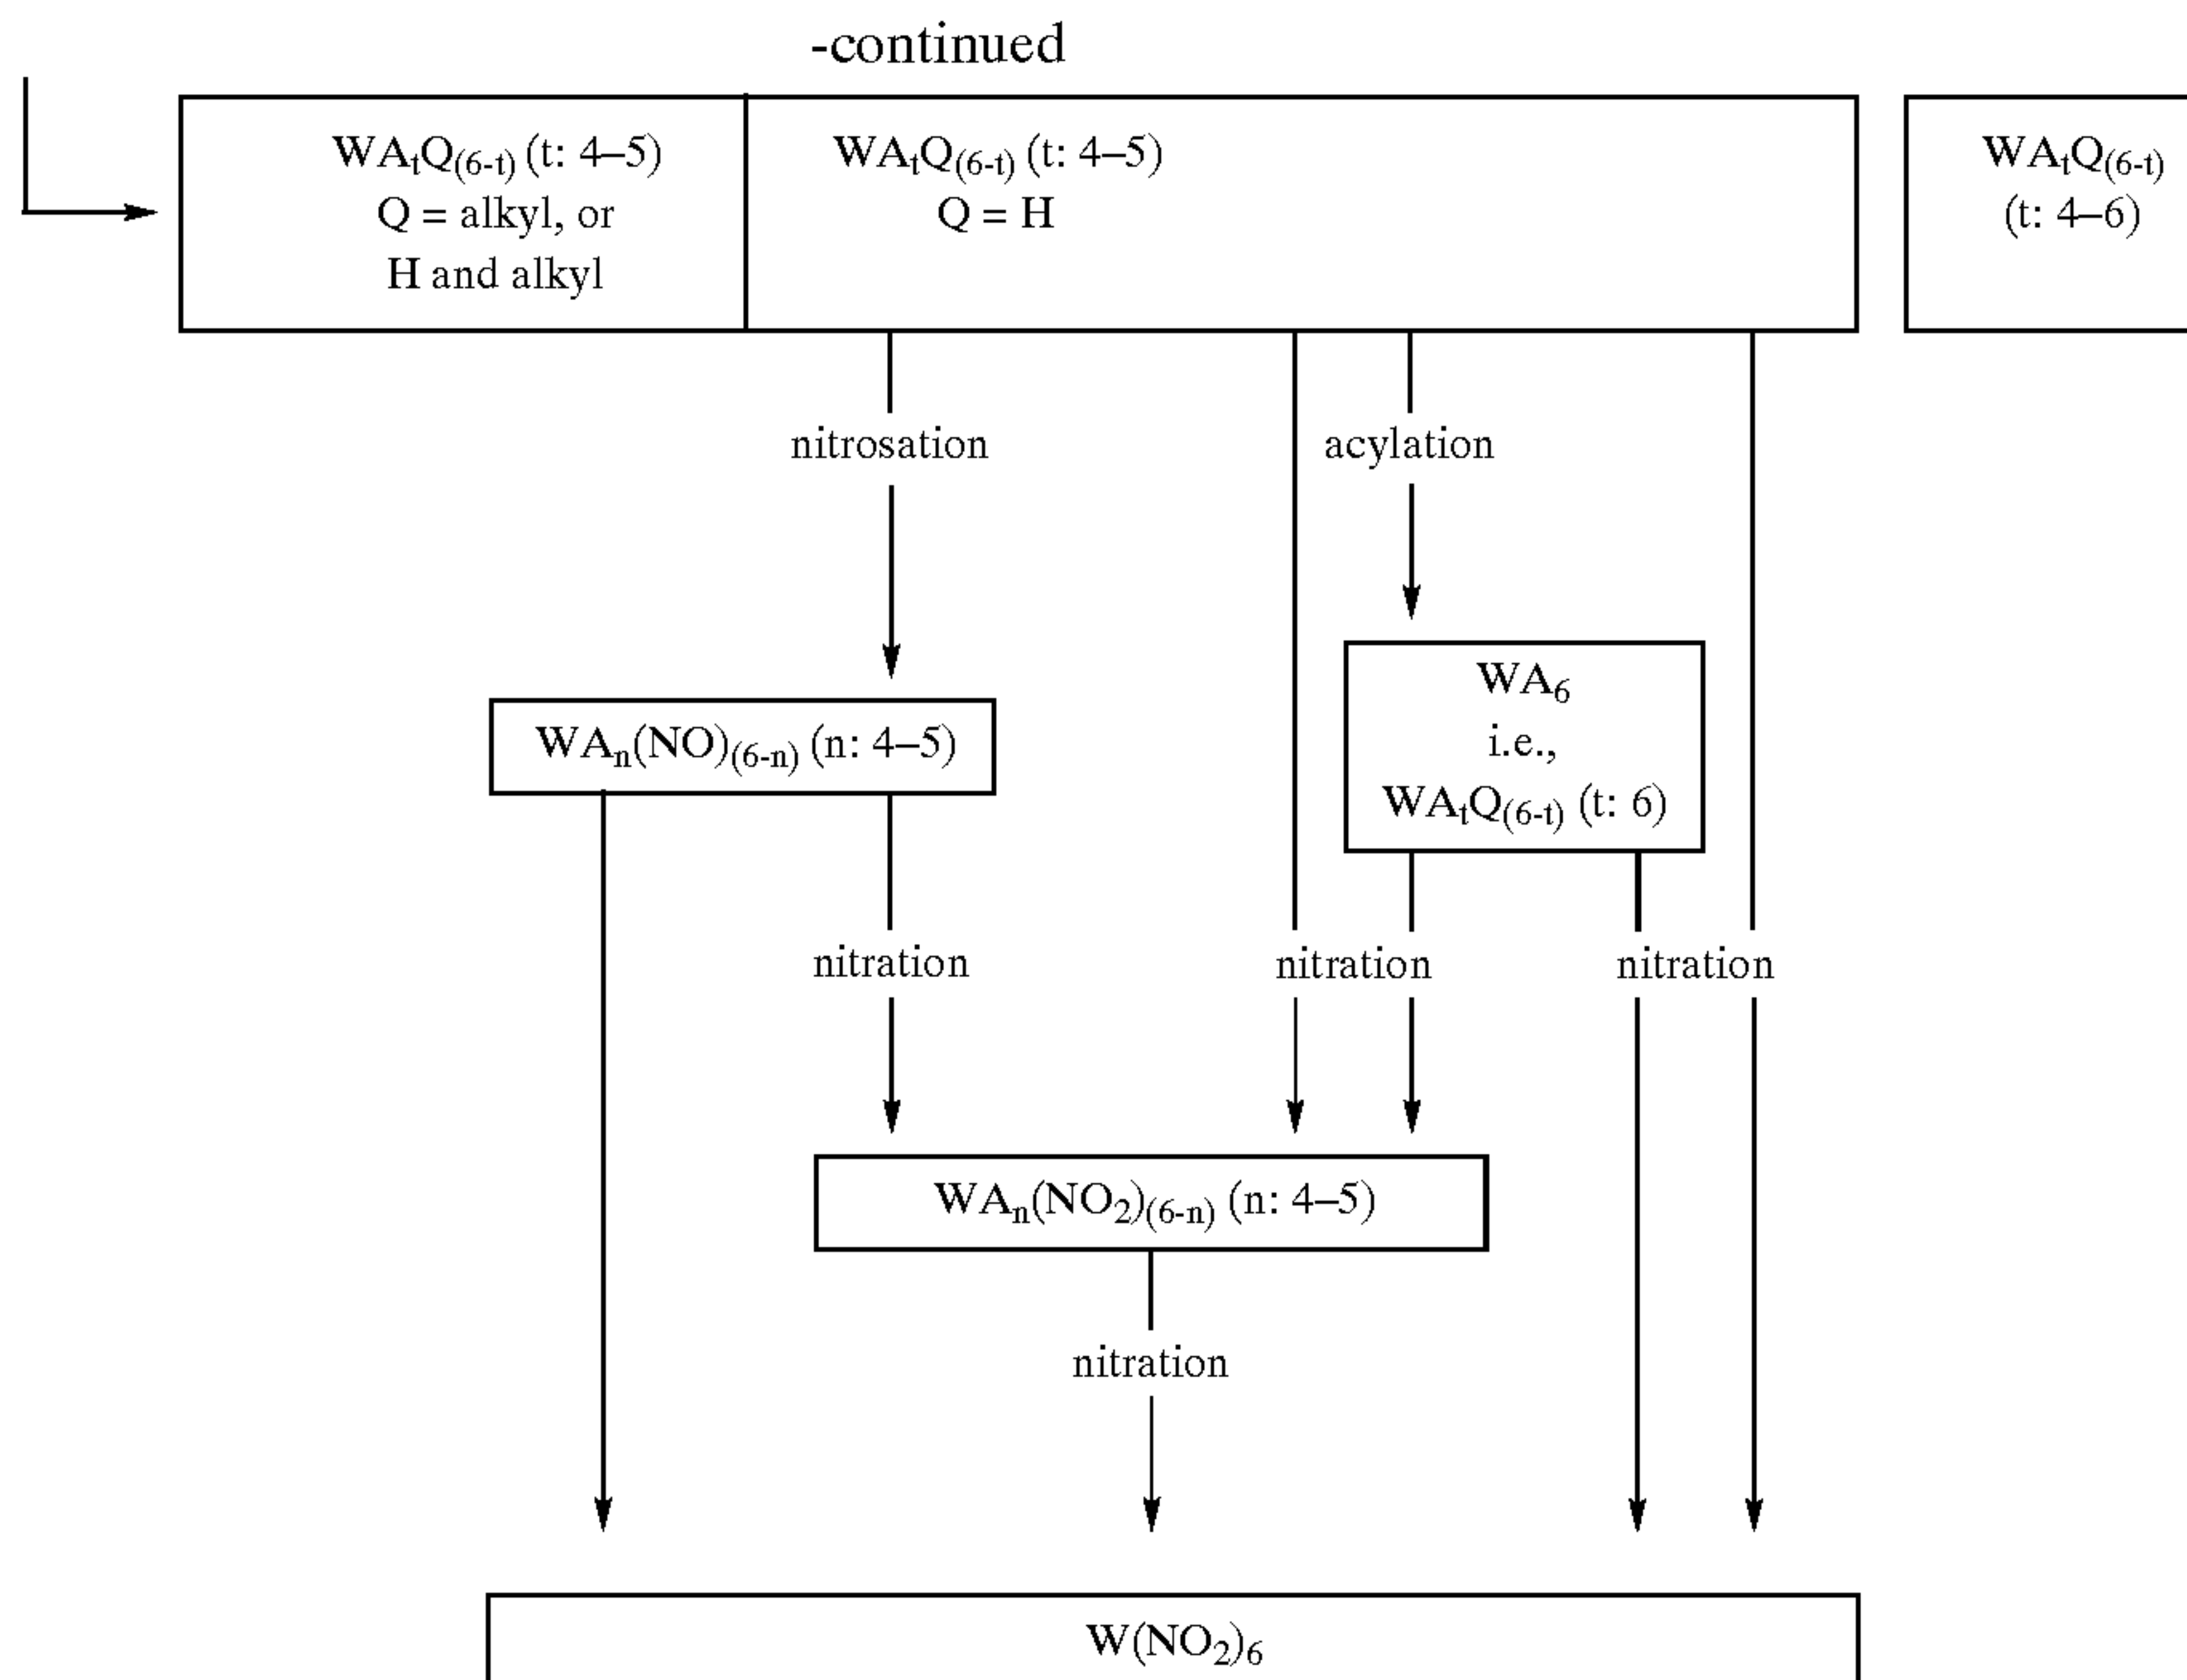 -continued
WAtQ(6-t) (t: 4–5)
Q = alkyl, or
H and alkyl
WAtQ(6-t) (t: 4–5)
Q = H
WAtQ(6-t)
(t: 4–6)
nitrosation
acylation
WA6
i.e.,
WAtQ(6-t) (t: 6)
WAn(NO)(6-n) (n: 4–5)
nitration
nitration
nitration
WAn(NO2)(6-n) (n: 4–5)
nitration
W(NO2)6